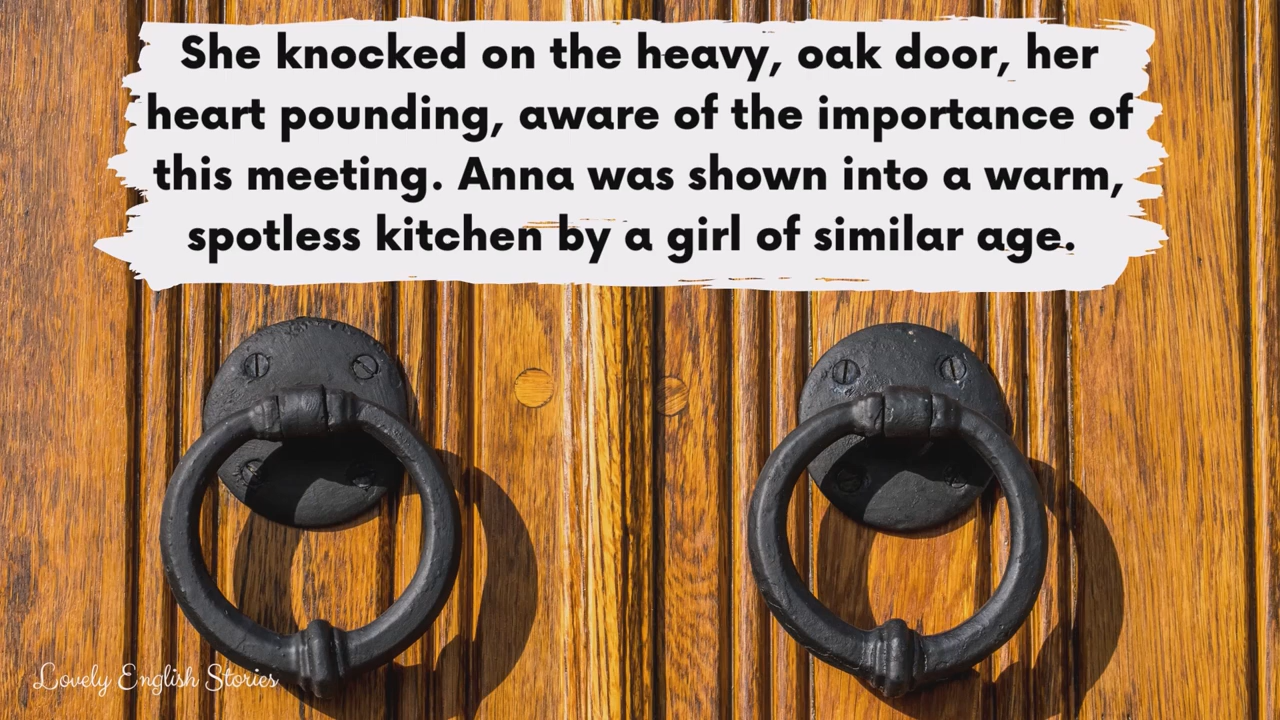 She knocked on the heavy, oak door, her
heart pounding, aware of the importance of
this meeting. Anna was shown into a warm,
spotless kitchen by a girl of similar age.
Lovely English Stories